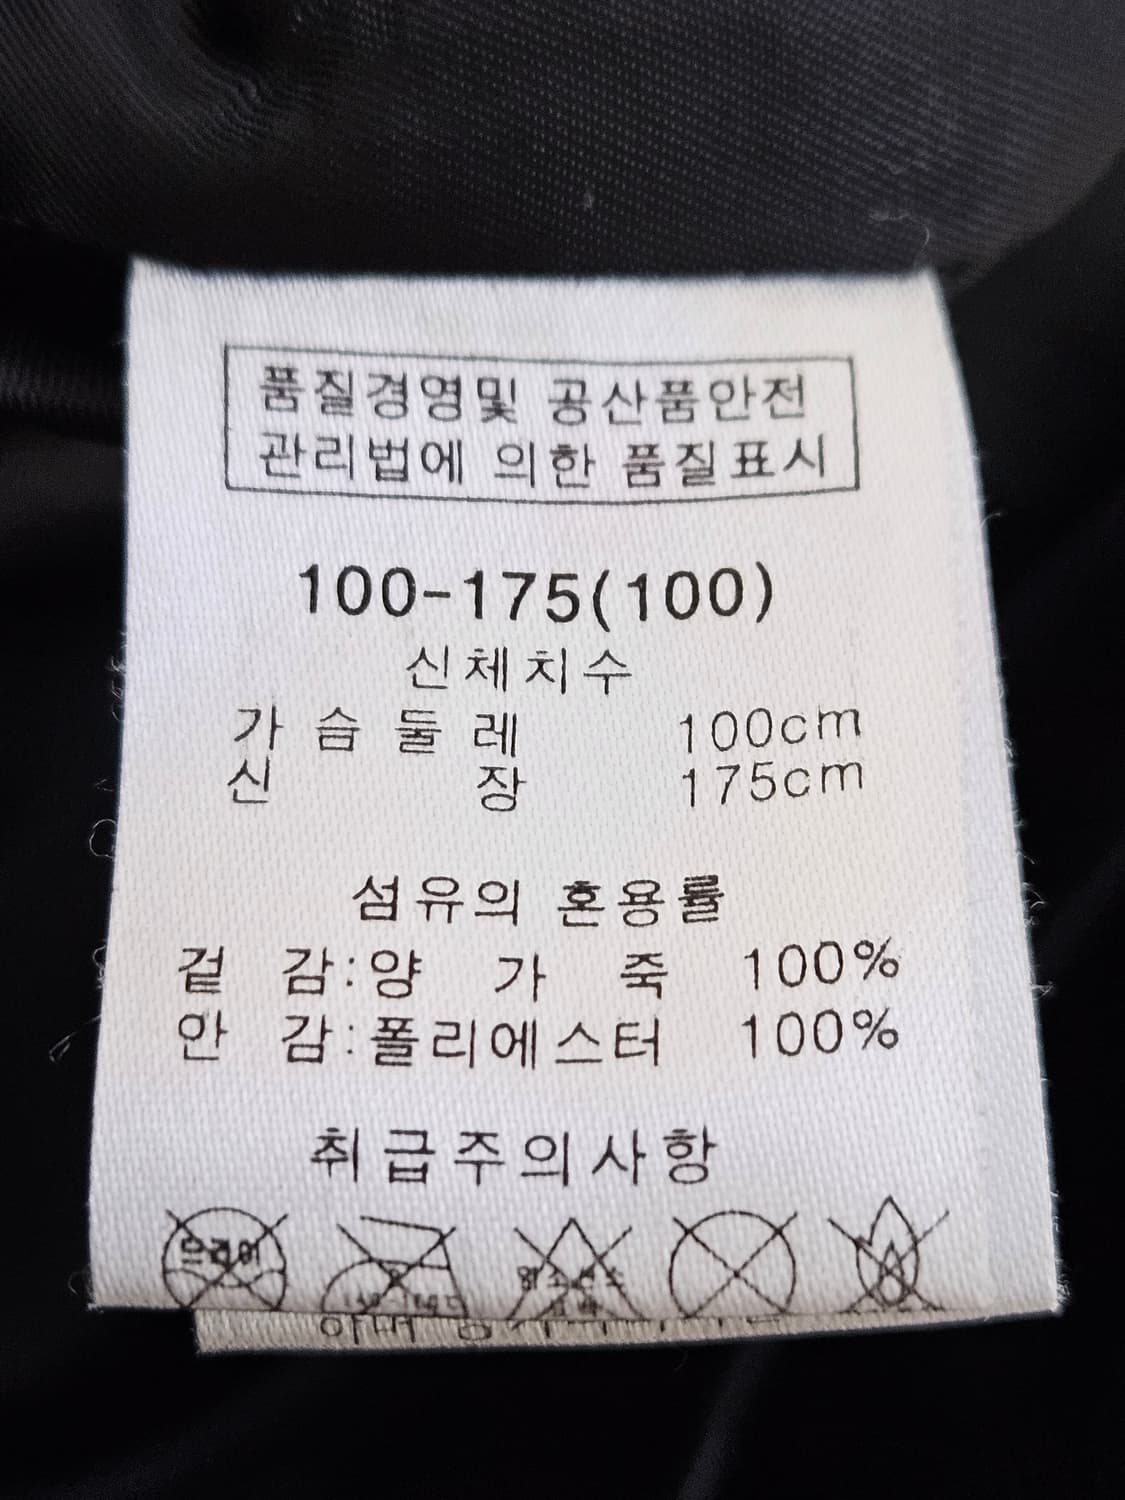 품질경영및 공산품안전
관리법에 의한 품질표시
100-175(100)
신체치수
가슴둘레 100cm
신장 175cm
섬유의 혼용률
겉감:양가죽 100%
안감:폴리에스터 100%
취급주의사항
드라이